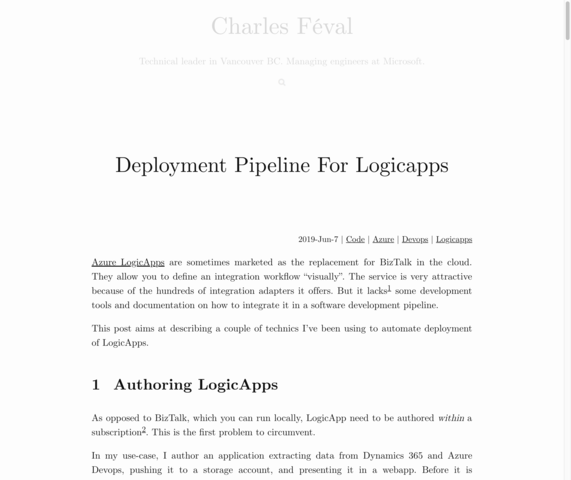 Charles Féval
Technical leader in Vancouver BC. Managing engineers at Microsoft.
Deployment Pipeline For Logicapps
2019-Jun-7 | Code | Azure | Devops | Logicapps
Azure LogicApps are sometimes marketed as the replacement for BizTalk in the cloud.
They allow you to define an integration workflow “visually”. The service is very attractive
because of the hundreds of integration adapters it offers. But it lacks1 some development
tools and documentation on how to integrate it in a software development pipeline.
This post aims at describing a couple of technics I’ve been using to automate deployment
of LogicApps.
1 Authoring LogicApps
As opposed to BizTalk, which you can run locally, LogicApp need to be authored within a
subscription2. This is the first problem to circumvent.
In my use-case, I author an application extracting data from Dynamics 365 and Azure
Devops, pushing it to a storage account, and presenting it in a webapp. Before it is